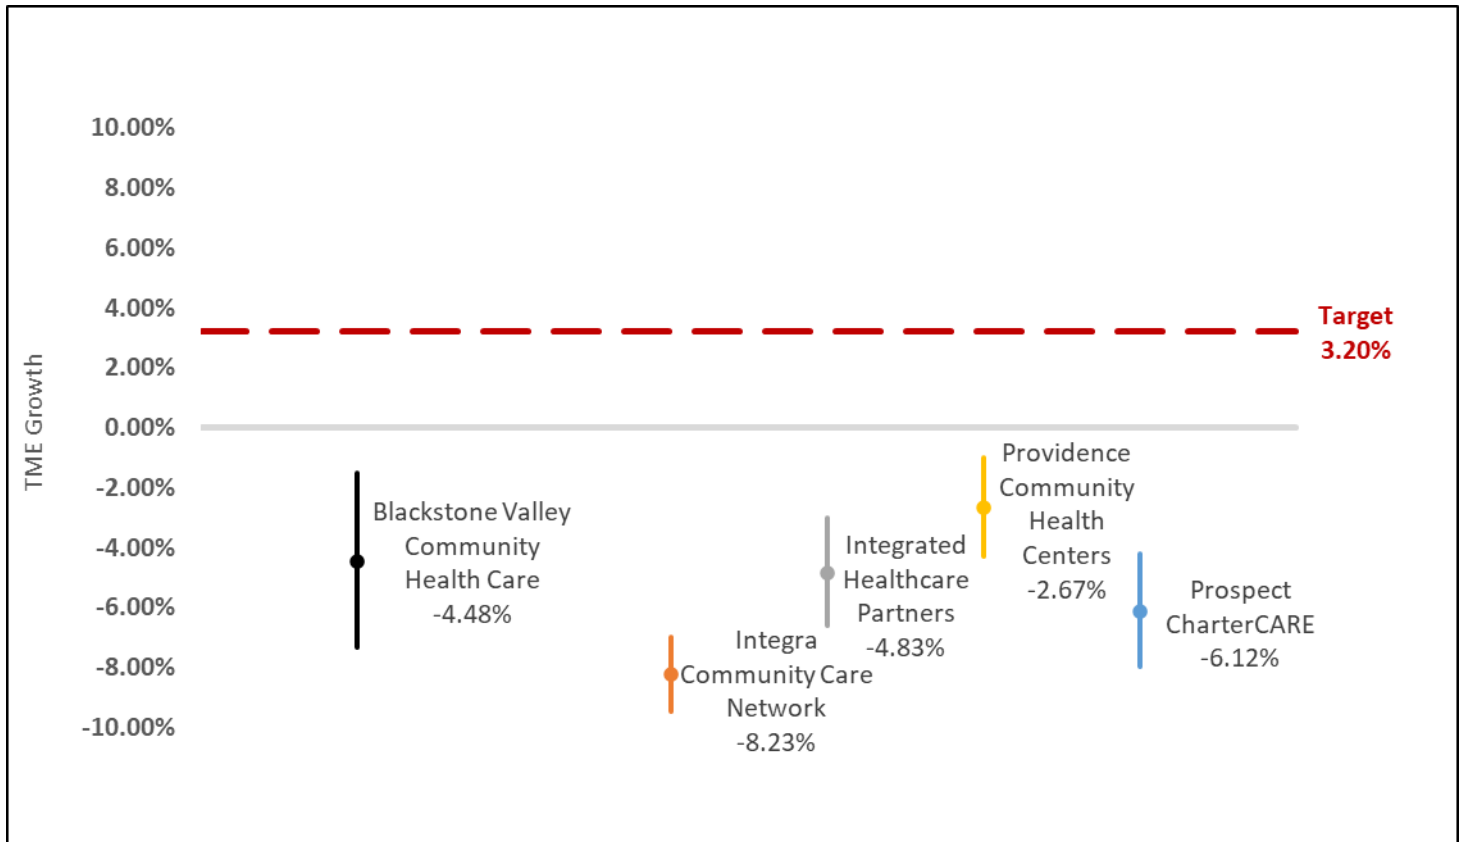 10.00%
8.00%
6.00%
4.00%
2.00%
0.00%
-2.00%
-4.00%
-6.00%
-8.00%
-10.00%
TME Growth
Target
3.20%
Blackstone Valley
Community
Health Care
-4.48%
Integra
Community Care
Network
-8.23%
Integrated
Healthcare
Partners
-4.83%
Providence
Community
Health
Centers
-2.67%
Prospect
CharterCARE
-6.12%